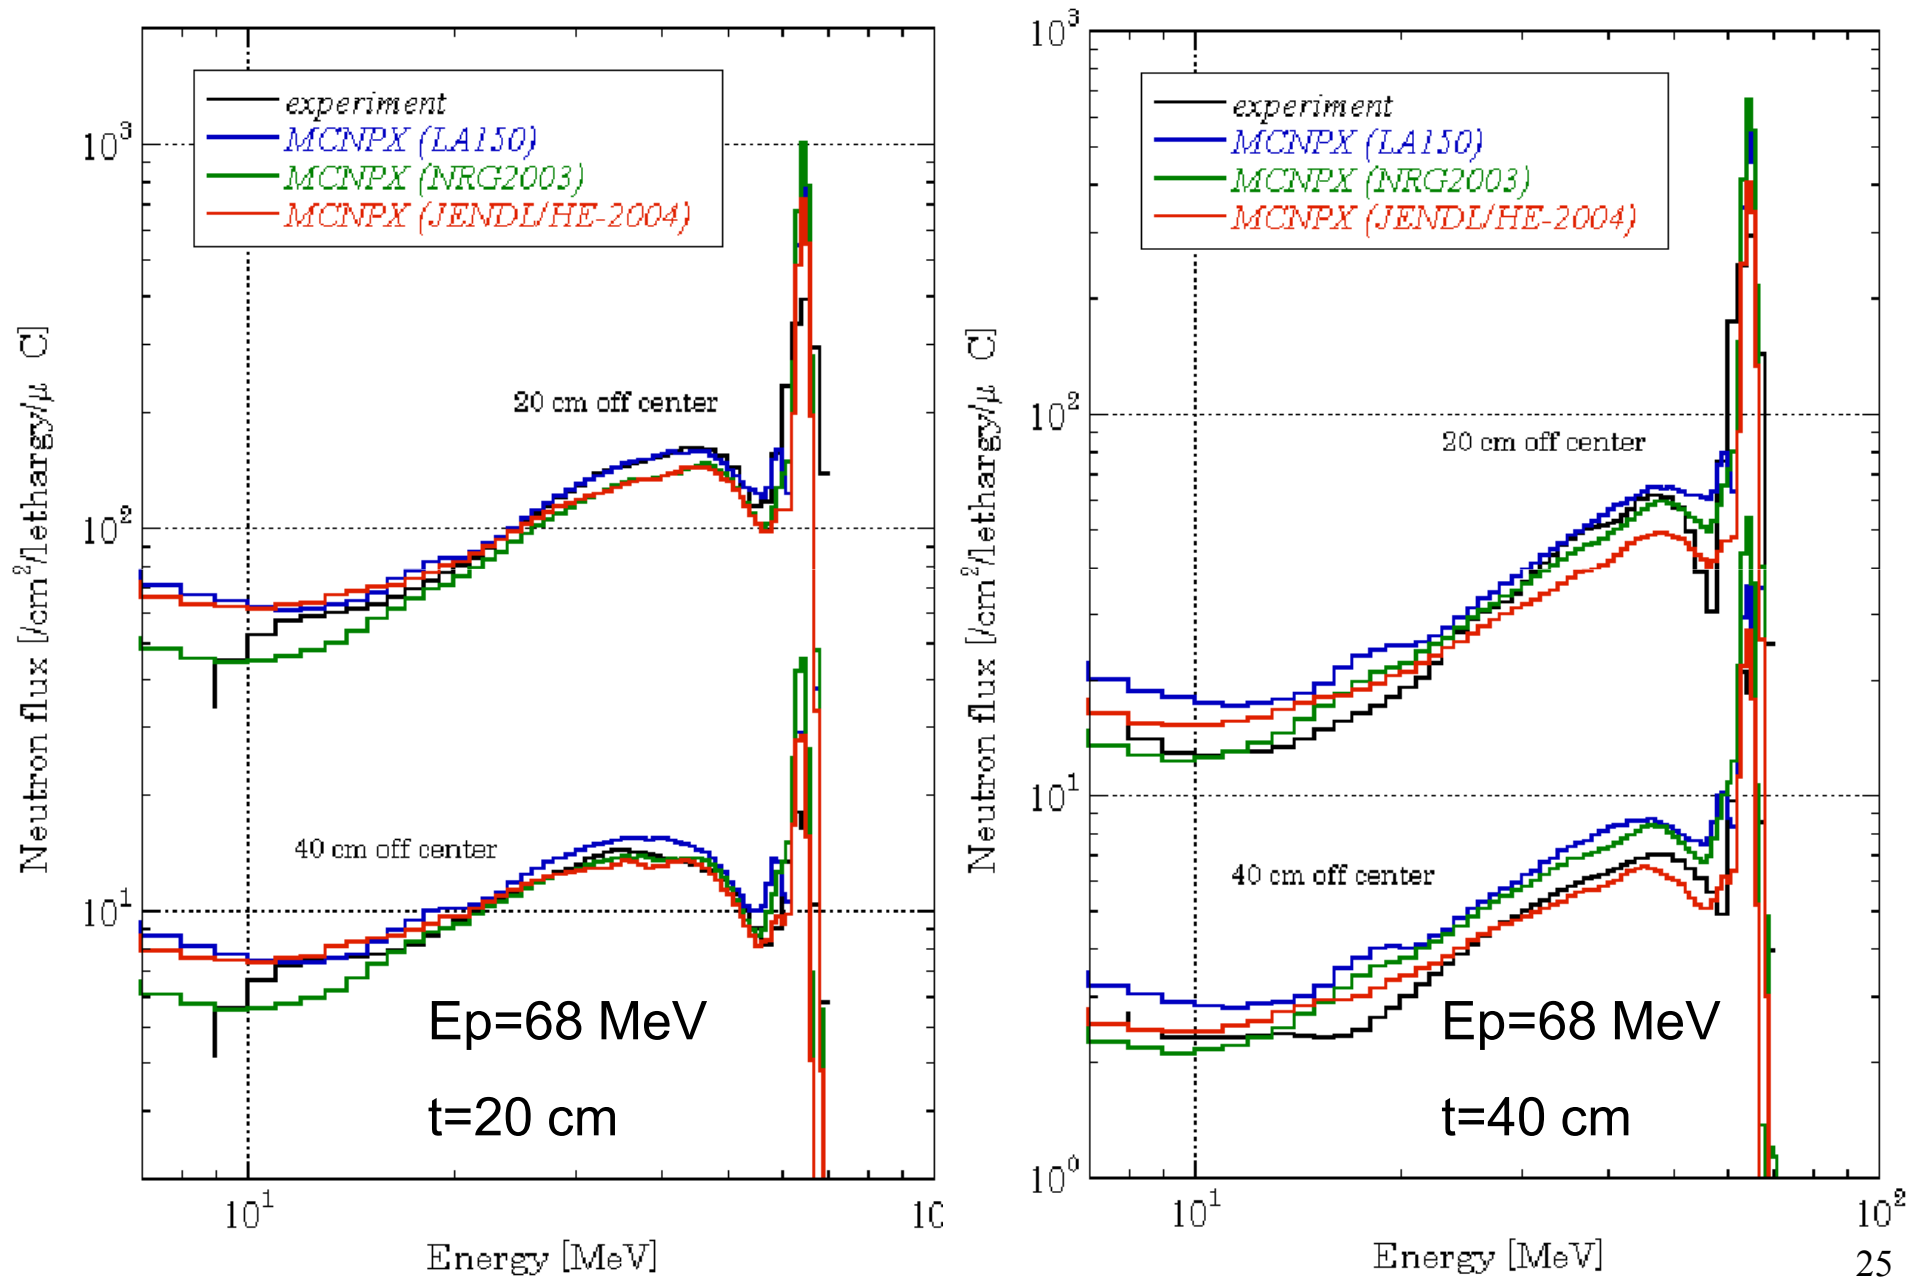 experiment
MCNPX (LA150)
MCNPX (NRG2003)
MCNPX (JENDL/HE-2004)
10³
10²
10¹
Neutron flux [/cm²/lethargy/μ C]
20 cm off center
40 cm off center
Ep=68 MeV
t=20 cm
10¹
10
Energy [MeV]
10³
experiment
MCNPX (LA150)
MCNPX (NRG2003)
MCNPX (JENDL/HE-2004)
10²
10¹
10⁰
Neutron flux [/cm²/lethargy/μ C]
20 cm off center
40 cm off center
Ep=68 MeV
t=40 cm
10¹
10²
Energy [MeV]
25